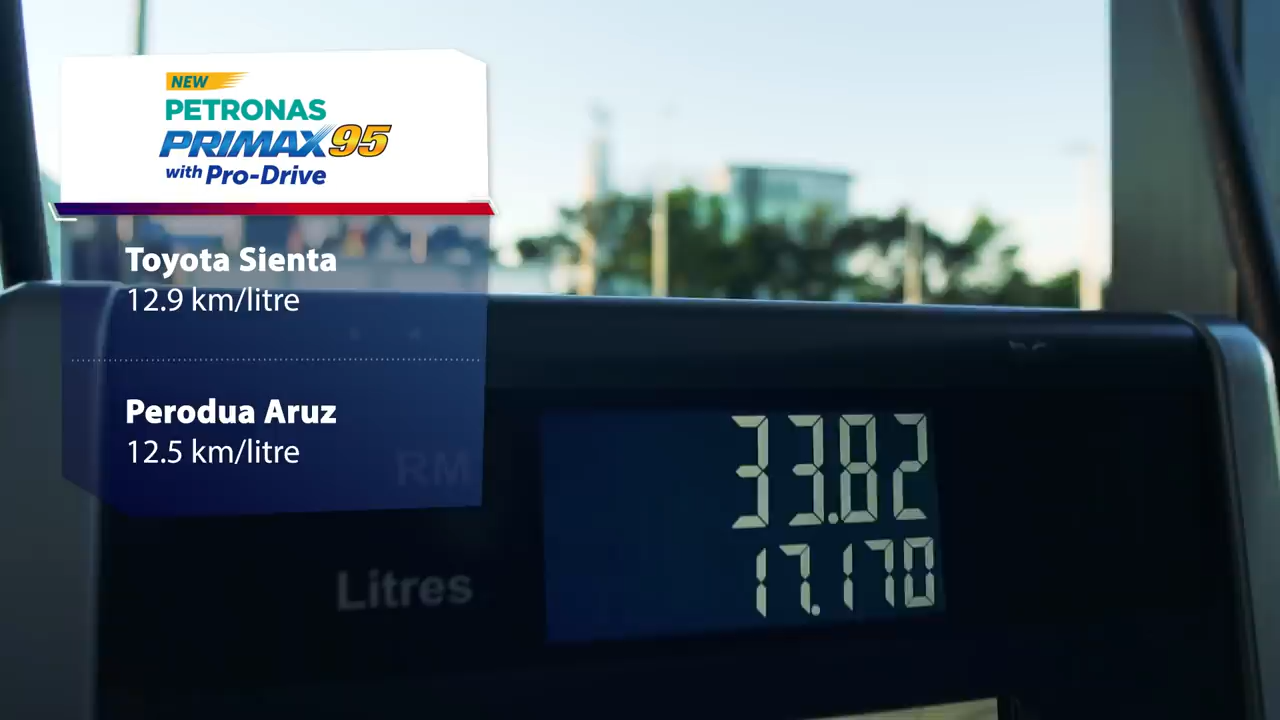 NEW
PETRONAS
PRIMAX95
with Pro-Drive
Toyota Sienta
12.9 km/litre
Perodua Aruz
12.5 km/litre
RM
33.82
Litres
17.170